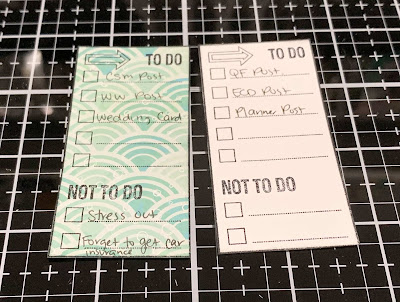 TO DO
CSM Post
WW Post
Wedding Card
NOT TO DO
Stress out
Forget to get car
insurance
TO DO
QF Post
ECD Post
Planner Post
NOT TO DO